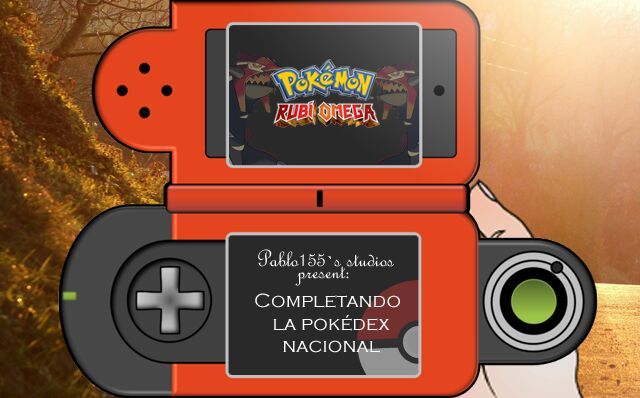 POKÉMON
RUBÍ OMEGA
Pablo155`s studios
present:
COMPLETANDO
LA POKÉDEX
NACIONAL